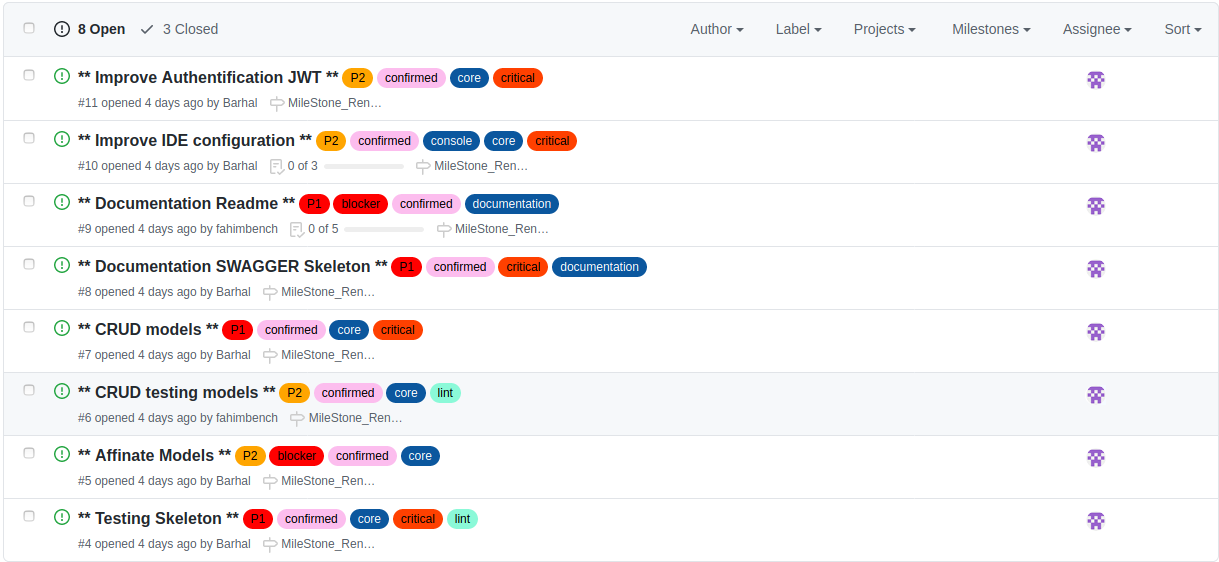 8 Open 3 Closed Author Label Projects Milestones Assignee Sort
** Improve Authentification JWT ** P2 confirmed core critical
#11 opened 4 days ago by Barhal MileStone_Ren…
** Improve IDE configuration ** P2 confirmed console core critical
#10 opened 4 days ago by Barhal 0 of 3 MileStone_Ren…
** Documentation Readme ** P1 blocker confirmed documentation
#9 opened 4 days ago by fahimbench 0 of 5 MileStone_Ren…
** Documentation SWAGGER Skeleton ** P1 confirmed critical documentation
#8 opened 4 days ago by Barhal MileStone_Ren…
** CRUD models ** P1 confirmed core critical
#7 opened 4 days ago by Barhal MileStone_Ren…
** CRUD testing models ** P2 confirmed core lint
#6 opened 4 days ago by fahimbench MileStone_Ren…
** Affinate Models ** P2 blocker confirmed core
#5 opened 4 days ago by Barhal MileStone_Ren…
** Testing Skeleton ** P1 confirmed core critical lint
#4 opened 4 days ago by Barhal MileStone_Ren…